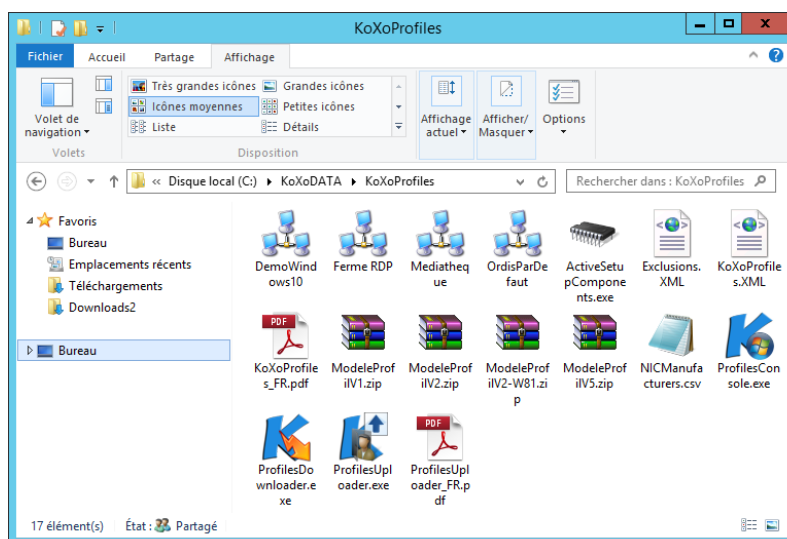 KoXoProfiles
Fichier Accueil Partage Affichage
Très grandes icônes Grandes icônes
Icônes moyennes Petites icônes
Liste Détails
Volet de
navigation
Affichage
actuel
Afficher/
Masquer
Options
Volets Disposition
« Disque local (C:) KoXoDATA KoXoProfiles
Rechercher dans : KoXoProfiles
Favoris
Bureau
Emplacements récents
Téléchargements
Downloads2
Bureau
DemoWind
ows10
Ferme RDP
Mediatheq
ue
OrdisParDe
faut
ActiveSetu
pCompone
nts.exe
Exclusions.
XML
KoXoProfile
s.XML
PDF
KoXoProfile
s_FR.pdf
ModeleProf
ilV1.zip
ModeleProf
ilV2.zip
ModeleProf
ilV2-W81.zi
p
ModeleProf
ilV5.zip
NICManufa
cturers.csv
ProfilesCon
sole.exe
ProfilesDo
wnloader.e
xe
ProfilesUpl
oader.exe
PDF
ProfilesUpl
oader_FR.p
df
17 élément(s) État : Partagé